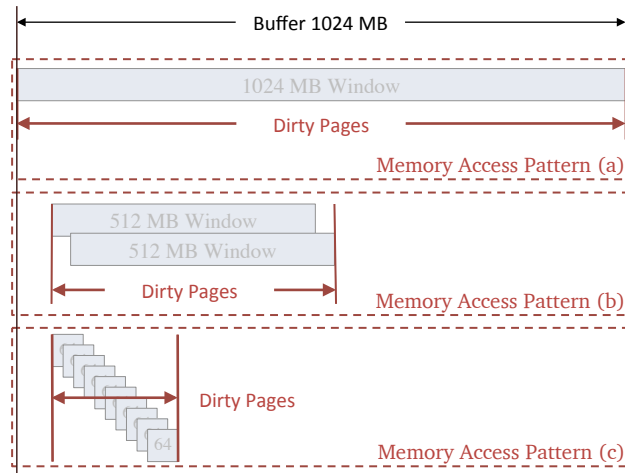 Buffer 1024 MB
1024 MB Window
Dirty Pages
Memory Access Pattern (a)
512 MB Window
512 MB Window
Dirty Pages
Memory Access Pattern (b)
Dirty Pages
64
Memory Access Pattern (c)